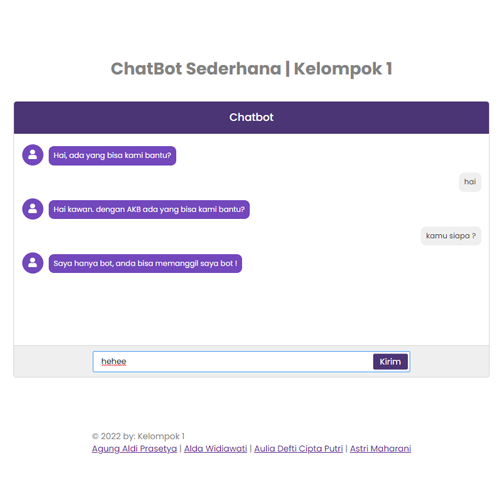 ChatBot Sederhana | Kelompok 1
Chatbot
Hai, ada yang bisa kami bantu?
hai
Hai kawan. dengan AKB ada yang bisa kami bantu?
kamu siapa ?
Saya hanya bot, anda bisa memanggil saya bot !
hehee
Kirim
© 2022 by: Kelompok 1
Agung Aldi Prasetya | Alda Widiawati | Aulia Defti Cipta Putri | Astri Maharani